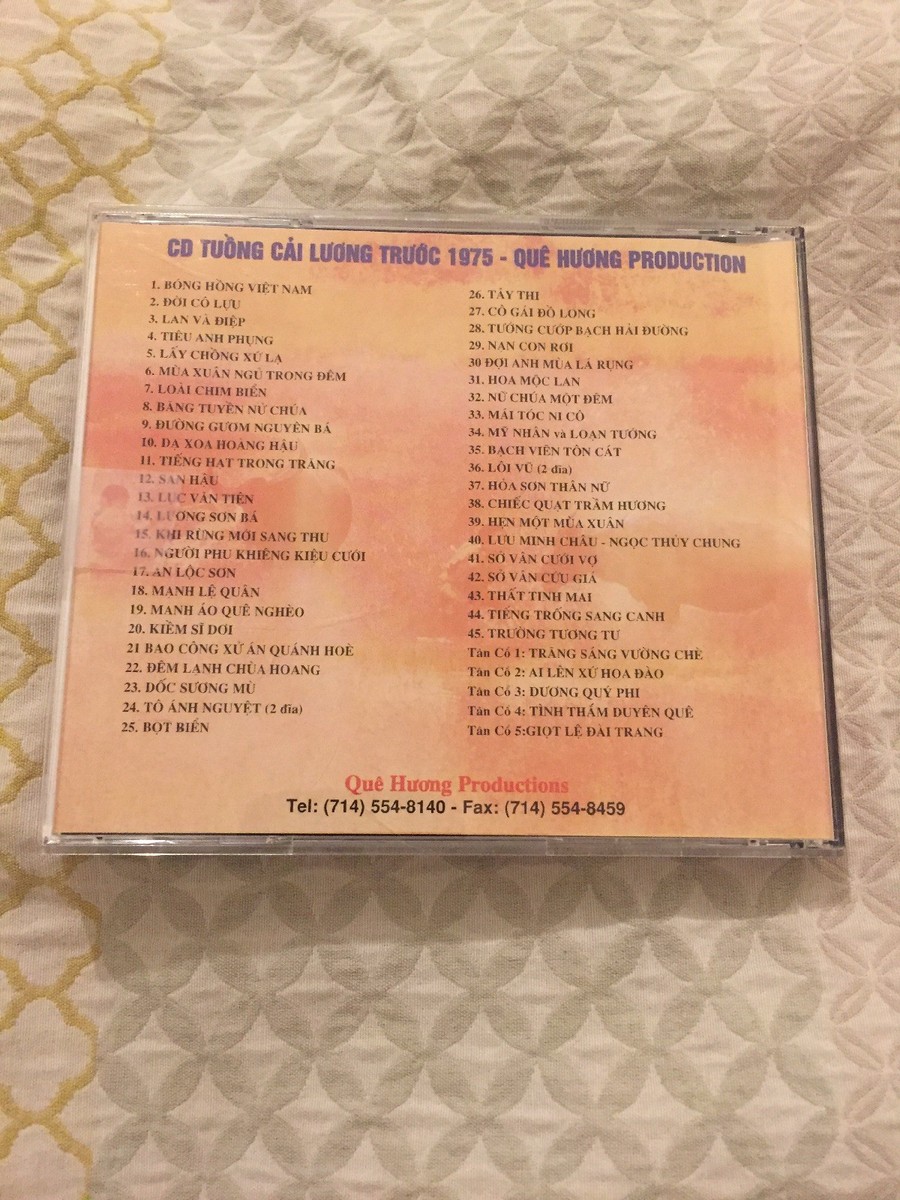 CD TUỒNG CẢI LƯƠNG TRƯỚC 1975 - QUÊ HƯƠNG PRODUCTION
1. BÓNG HỒNG VIỆT NAM
2. ĐỜI CÔ LỰU
3. LAN VÀ ĐIỆP
4. TIÊU ANH PHỤNG
5. LẤY CHỒNG XỨ LẠ
6. MÙA XUÂN NGỦ TRONG ĐÊM
7. LOÀI CHIM BIỂN
8. BĂNG TUYỀN NỮ CHÚA
9. ĐƯỜNG GƯƠM NGUYÊN BÁ
10. DẠ XOA HOÀNG HẬU
11. TIẾNG HẠT TRONG TRĂNG
12. SAN HẬU
13. LỤC VÂN TIÊN
14. LƯƠNG SƠN BÁ
15. KHI RỪNG MỚI SANG THU
16. NGƯỜI PHU KHIÊNG KIỆU CƯỚI
17. AN LỘC SƠN
18. MẠNH LỆ QUÂN
19. MANH ÁO QUÊ NGHÈO
20. KIẾM SĨ DƠI
21 BAO CÔNG XỬ ÁN QUÁNH HOÈ
22. ĐÊM LẠNH CHÙA HOANG
23. DỐC SƯƠNG MÙ
24. TÔ ÁNH NGUYỆT (2 dĩa)
25. BỌT BIỂN
26. TÂY THI
27. CÔ GÁI ĐỒ LONG
28. TƯỚNG CƯỚP BẠCH HẢI ĐƯỜNG
29. NAN CON RƠI
30 ĐỢI ANH MÙA LÁ RỤNG
31. HOA MỘC LAN
32. NỮ CHÚA MỘT ĐÊM
33. MÁI TÓC NI CÔ
34. MỸ NHÂN và LOẠN TƯỚNG
35. BẠCH VIÊN TÔN CÁT
36. LÔI VŨ (2 dĩa)
37. HỎA SƠN THẦN NỮ
38. CHIẾC QUẠT TRẦM HƯƠNG
39. HẸN MỘT MÙA XUÂN
40. LƯU MINH CHÂU - NGỌC THỦY CHUNG
41. SỞ VÂN CƯỚI VỢ
42. SỞ VÂN CỨU GIÁ
43. THẤT TINH MAI
44. TIẾNG TRỐNG SANG CANH
45. TRƯỜNG TƯƠNG TƯ
Tân Cổ 1: TRĂNG SÁNG VƯỜNG CHÈ
Tân Cổ 2: AI LÊN XỨ HOA ĐÀO
Tân Cổ 3: DƯƠNG QUÝ PHI
Tân Cổ 4: TÌNH THẮM DUYÊN QUÊ
Tân Cổ 5:GIỌT LỆ ĐÀI TRANG
Quê Hương Productions
Tel: (714) 554-8140 - Fax: (714) 554-8459